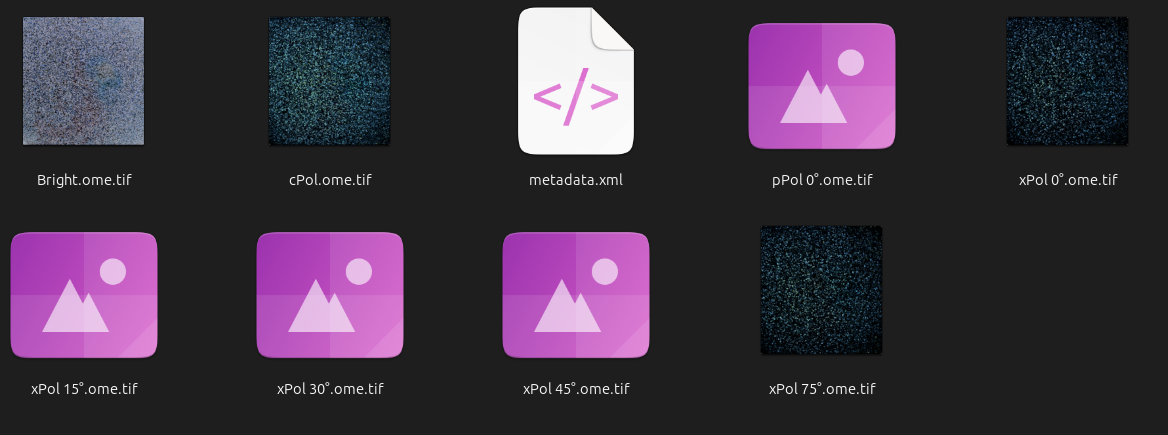 </>
Bright.ome.tif
cPol.ome.tif
metadata.xml
pPol 0°.ome.tif
xPol 0°.ome.tif
xPol 15°.ome.tif
xPol 30°.ome.tif
xPol 45°.ome.tif
xPol 75°.ome.tif